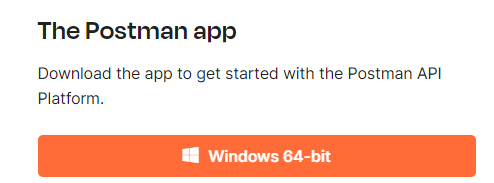 The Postman app
Download the app to get started with the Postman API
Platform.
Windows 64-bit